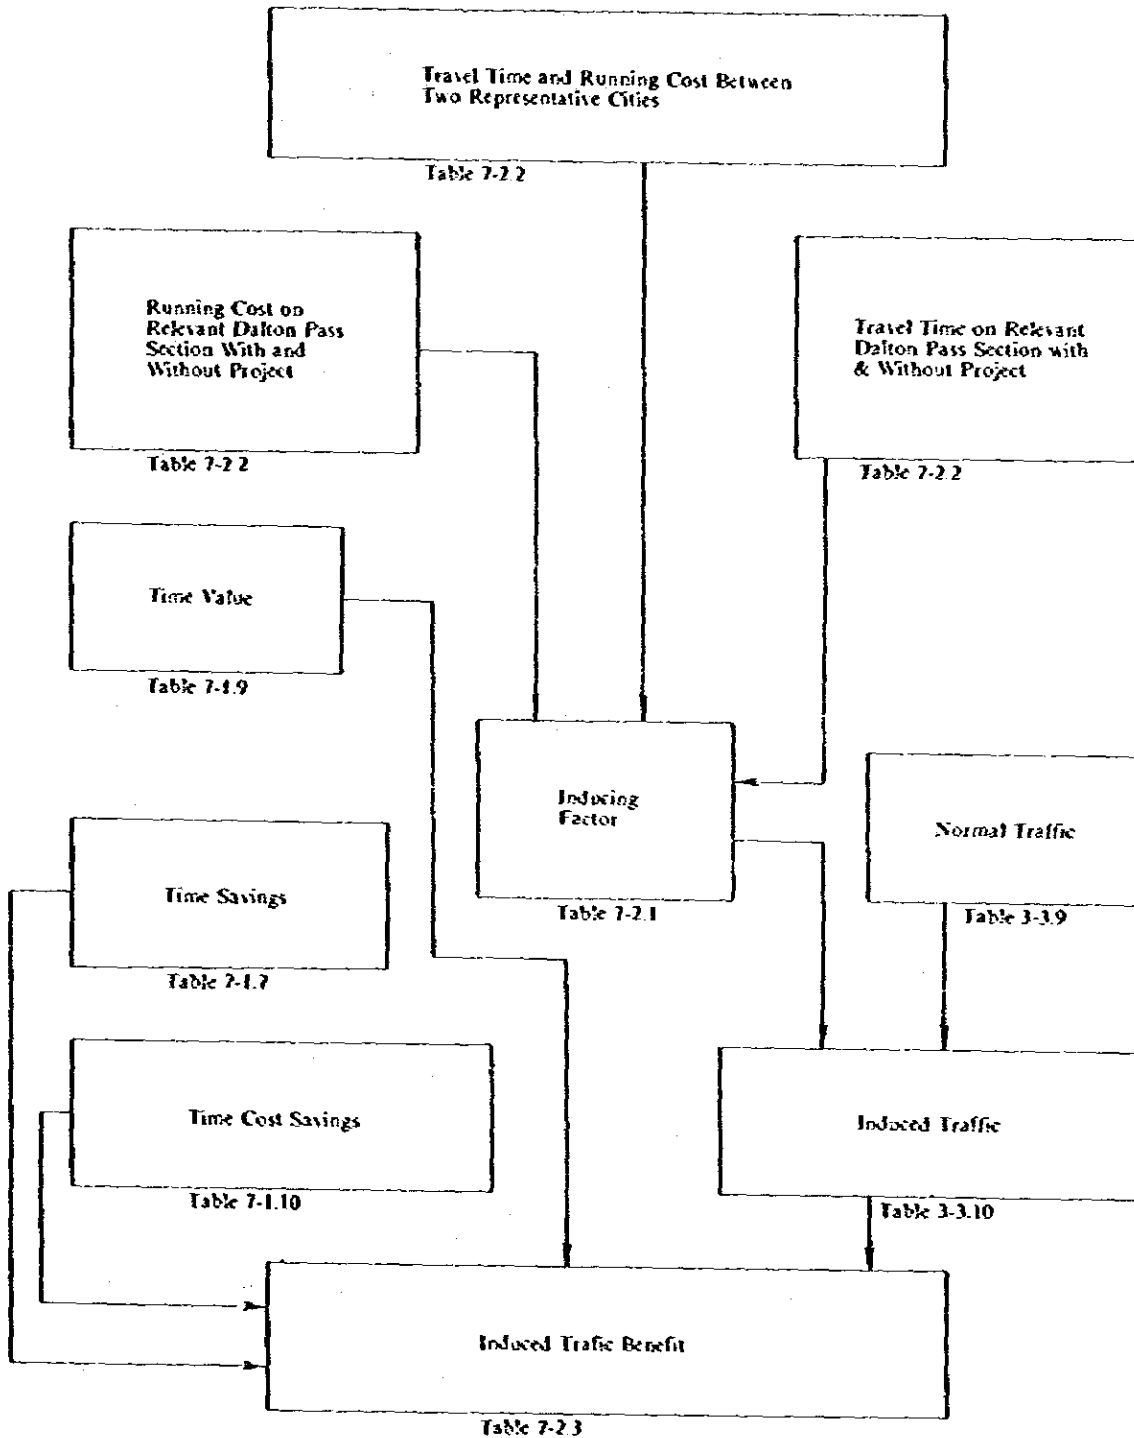 Travel Time and Running Cost Between
Two Representative Cities
Table 7-2.2
Running Cost on
Relevant Dalton Pass
Section With and
Without Project
Table 7-2.2
Travel Time on Relevant
Dalton Pass Section with
& Without Project
Table 7-2.2
Time Value
Table 7-1.9
Inducing
Factor
Table 7-2.1
Normal Traffic
Table 3-3.9
Time Savings
Table 7-1.7
Time Cost Savings
Table 7-1.10
Induced Traffic
Table 3-3.10
Induced Trafic Benefit
Table 7-2.3